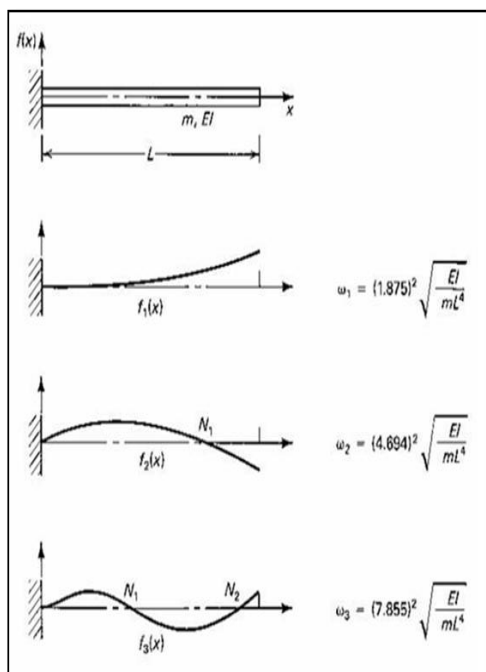 f(x)
x
m, EI
L
f₁(x)
ω₁ = (1.875)² √(EI/mL⁴)
N₁
f₂(x)
ω₂ = (4.694)² √(EI/mL⁴)
N₁ N₂
f₃(x)
ω₃ = (7.855)² √(EI/mL⁴)